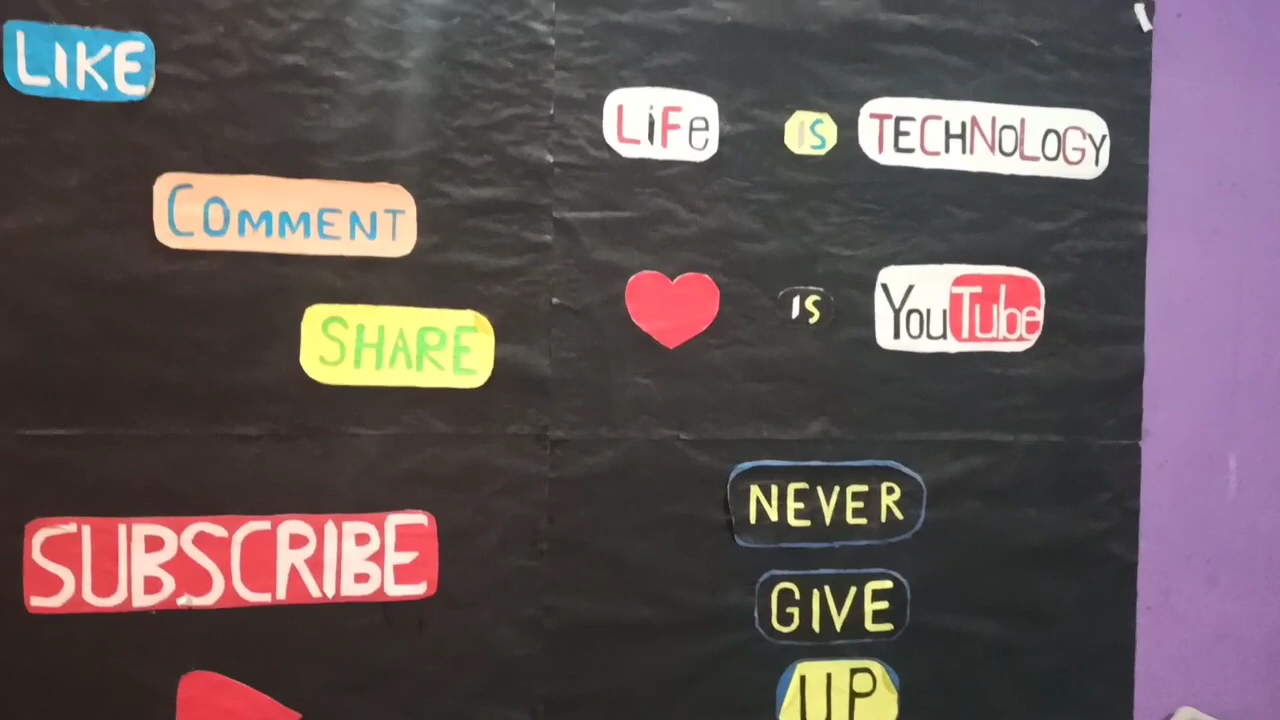 LIKE
COMMENT
SHARE
SUBSCRIBE
LiFe IS TECHNOLOGY
IS YouTube
NEVER
GIVE
UP